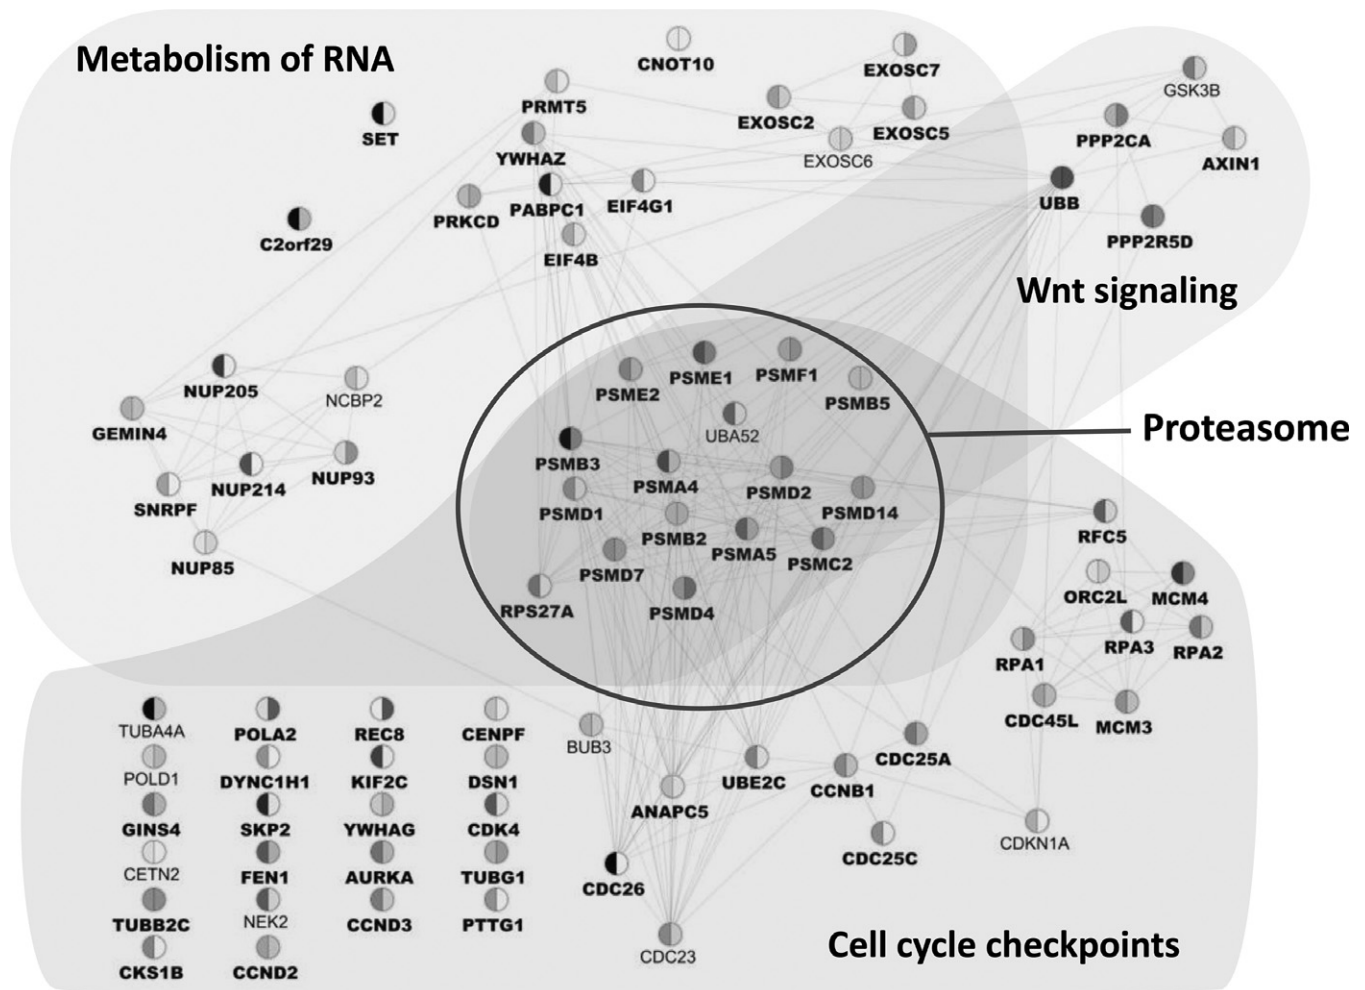 Metabolism of RNA
CNOT10
EXOSC7
GSK3B
PRMT5
EXOSC2
EXOSC5
PPP2CA
SET
YWHAZ
EXOSC6
AXIN1
PRKCD
PABPC1
EIF4G1
UBB
C2orf29
EIF4B
PPP2R5D
Wnt signaling
NUP205
NCBP2
PSME2
PSME1
PSMF1
PSMB5
GEMIN4
UBA52
Proteasome
NUP214
NUP93
PSMB3
PSMA4
PSMD2
SNRPF
PSMD1
PSMD14
NUP85
PSMB2
PSMA5
PSMC2
RFC5
PSMD7
ORC2L
MCM4
RPS27A
PSMD4
RPA1
RPA3
RPA2
CDC45L
MCM3
TUBA4A
POLA2
REC8
CENPF
BUB3
CDC25A
POLD1
DYNC1H1
KIF2C
DSN1
UBE2C
CCNB1
ANAPC5
GINS4
SKP2
YWHAG
CDK4
CDC25C
CDKN1A
CETN2
FEN1
AURKA
TUBG1
CDC26
TUBB2C
NEK2
CCND3
PTTG1
Cell cycle checkpoints
CDC23
CKS1B
CCND2